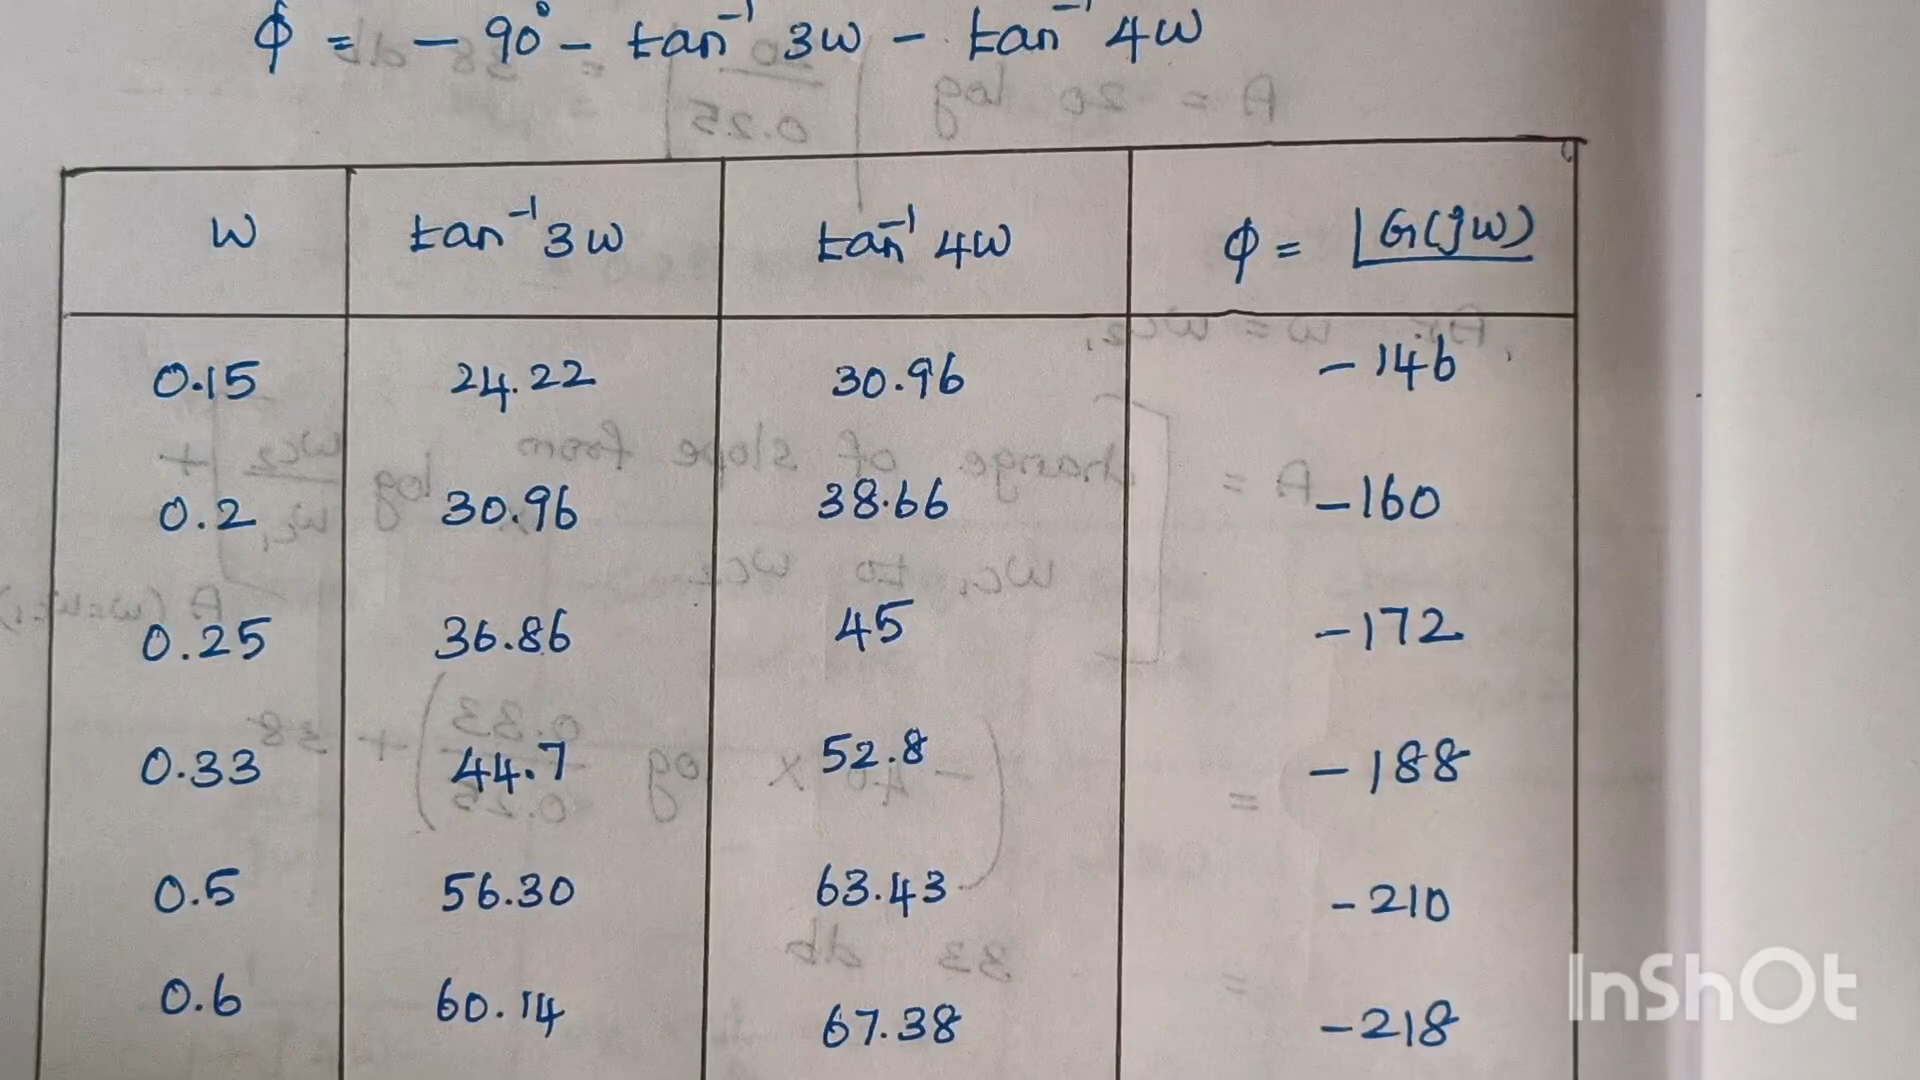 ϕ = - 90° - tan⁻¹ 3ω - tan⁻¹ 4ω
ω tan⁻¹ 3ω tan⁻¹ 4ω ϕ = ∠G(jω)
0.15 24.22 30.96 -146
0.2 30.96 38.66 -160
0.25 36.86 45 -172
0.33 44.7 52.8 -188
0.5 56.30 63.43 -210
0.6 60.14 67.38 -218
InShOt